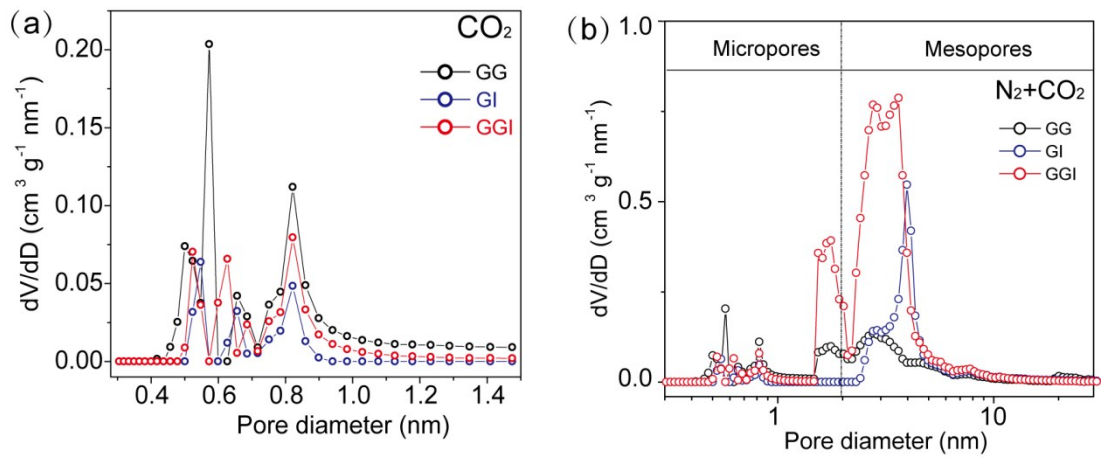 (a)
CO₂
GG
GI
GGI
dV/dD (cm³ g⁻¹ nm⁻¹)
0.20
0.15
0.10
0.05
0.00
0.4 0.6 0.8 1.0 1.2 1.4
Pore diameter (nm)
(b)
Micropores Mesopores
N₂+CO₂
GG
GI
GGI
dV/dD (cm³ g⁻¹ nm⁻¹)
1.0
0.5
0.0
1 10
Pore diameter (nm)